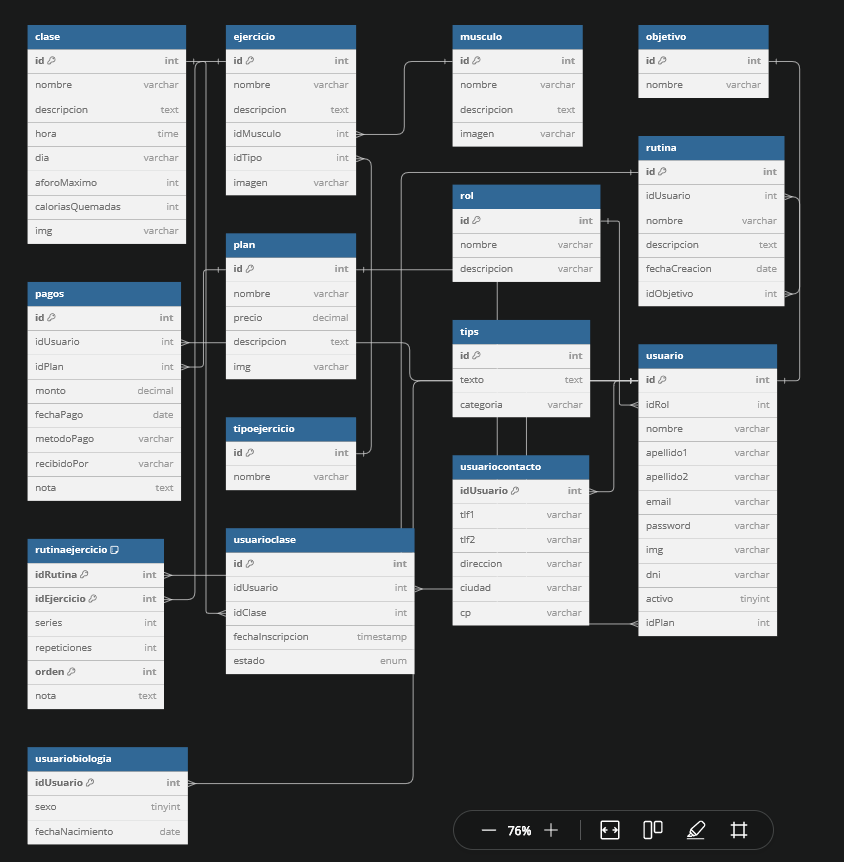 clase
id int
nombre varchar
descripcion text
hora time
dia varchar
aforoMaximo int
caloriasQuemadas int
img varchar
ejercicio
id int
nombre varchar
descripcion text
idMusculo int
idTipo int
imagen varchar
musculo
id int
nombre varchar
descripcion text
imagen varchar
objetivo
id int
nombre varchar
rutina
id int
idUsuario int
nombre varchar
descripcion text
fechaCreacion date
idObjetivo int
rol
id int
nombre varchar
descripcion varchar
plan
id int
nombre varchar
precio decimal
descripcion text
img varchar
pagos
id int
idUsuario int
idPlan int
monto decimal
fechaPago date
metodoPago varchar
recibidoPor varchar
nota text
tips
id int
texto text
categoria varchar
usuario
id int
idRol int
nombre varchar
apellido1 varchar
apellido2 varchar
email varchar
password varchar
img varchar
dni varchar
activo tinyint
idPlan int
tipoejercicio
id int
nombre varchar
usuariocontacto
idUsuario int
tlf1 varchar
tlf2 varchar
direccion varchar
ciudad varchar
cp varchar
usuarioclase
id int
idUsuario int
idClase int
fechaInscripcion timestamp
estado enum
rutinaejercicio
idRutina int
idEjercicio int
series int
repeticiones int
orden int
nota text
usuariobiologia
idUsuario int
sexo tinyint
fechaNacimiento date
76%